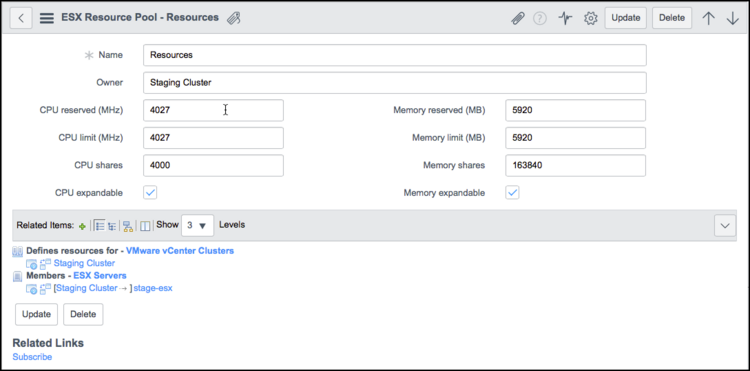 ESX Resource Pool - Resources
Update Delete
Name Resources
Owner Staging Cluster
CPU reserved (MHz) 4027 Memory reserved (MB) 5920
CPU limit (MHz) 4027 Memory limit (MB) 5920
CPU shares 4000 Memory shares 163840
CPU expandable Memory expandable
Related Items: Show 3 Levels
Defines resources for - VMware vCenter Clusters
Staging Cluster
Members - ESX Servers
[Staging Cluster → ] stage-esx
Update Delete
Related Links
Subscribe